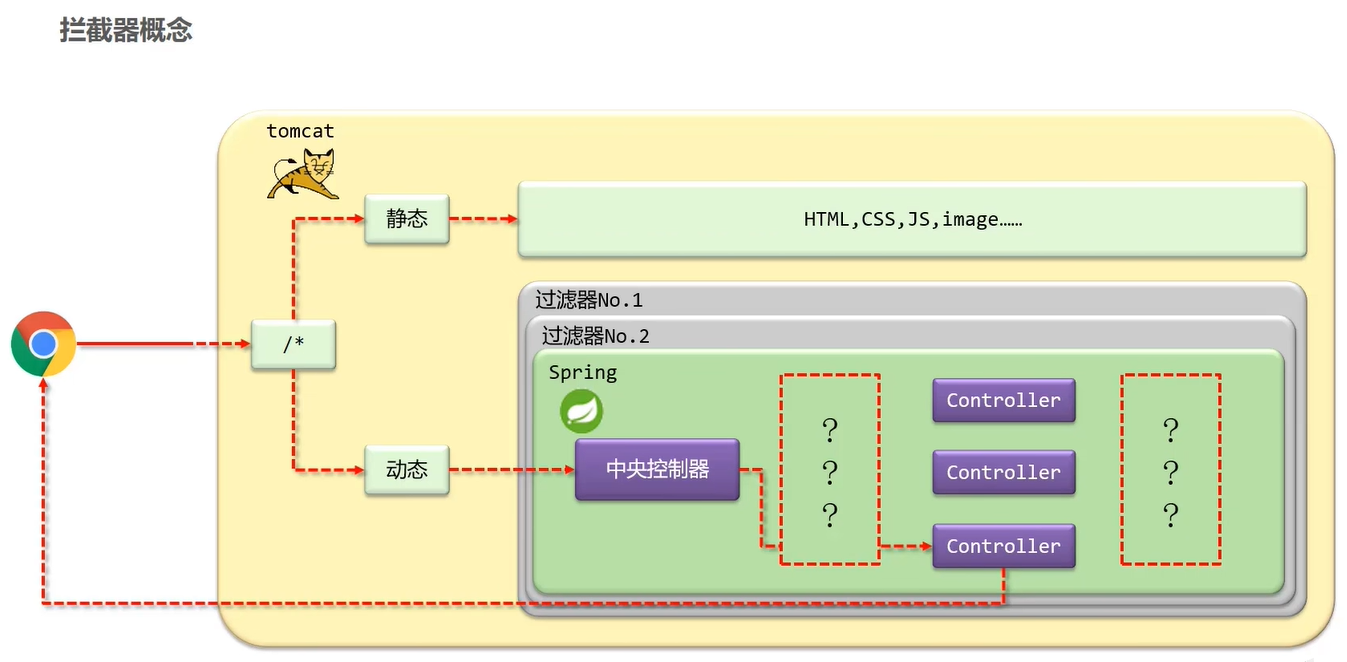 拦截器概念
tomcat
静态
HTML,CSS,JS,image……
/*
动态
过滤器No.1
过滤器No.2
Spring
中央控制器
?
?
?
Controller
Controller
Controller
?
?
?